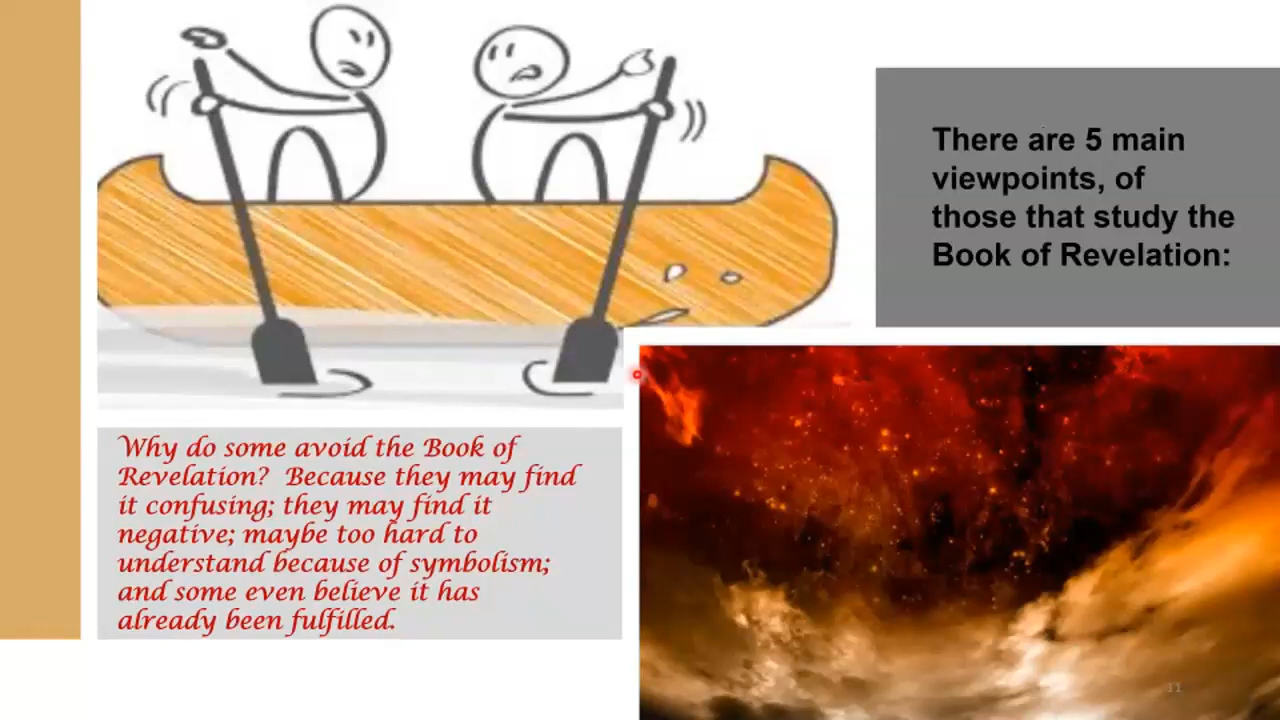 There are 5 main
viewpoints, of
those that study the
Book of Revelation:
Why do some avoid the Book of
Revelation?  Because they may find
it confusing; they may find it
negative; maybe too hard to
understand because of symbolism;
and some even believe it has
already been fulfilled.
11